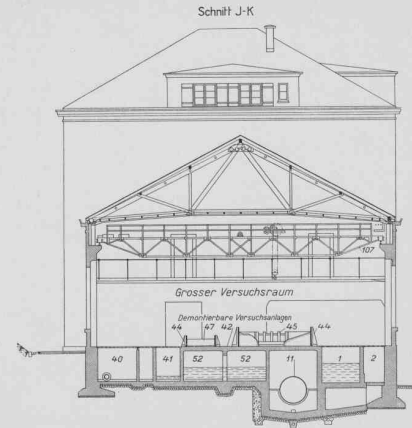 Schnitt J-K
107
Grosser Versuchsraum
Demontierbare Versuchsanlagen
44 47 42 45 44
40 41 52 52 11 1 2